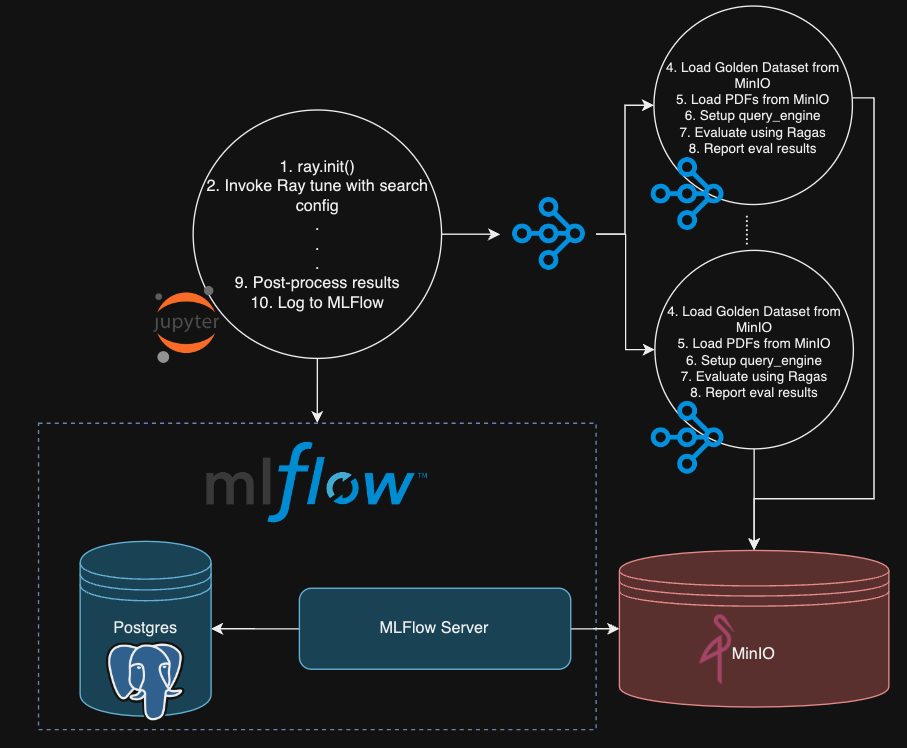 4. Load Golden Dataset from
MinIO
5. Load PDFs from MinIO
6. Setup query_engine
7. Evaluate using Ragas
8. Report eval results
1. ray.init()
2. Invoke Ray tune with search
config
.
.
.
9. Post-process results
10. Log to MLFlow
jupyter
4. Load Golden Dataset from
MinIO
5. Load PDFs from MinIO
6. Setup query_engine
7. Evaluate using Ragas
8. Report eval results
mlflow™
Postgres
MLFlow Server
MinIO